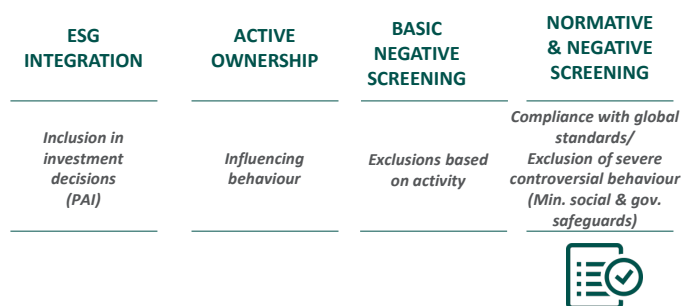 ESG
INTEGRATION
Inclusion in
investment
decisions
(PAI)
ACTIVE
OWNERSHIP
Influencing
behaviour
BASIC
NEGATIVE
SCREENING
Exclusions based
on activity
NORMATIVE
& NEGATIVE
SCREENING
Compliance with global
standards/
Exclusion of severe
controversial behaviour
(Min. social & gov.
safeguards)